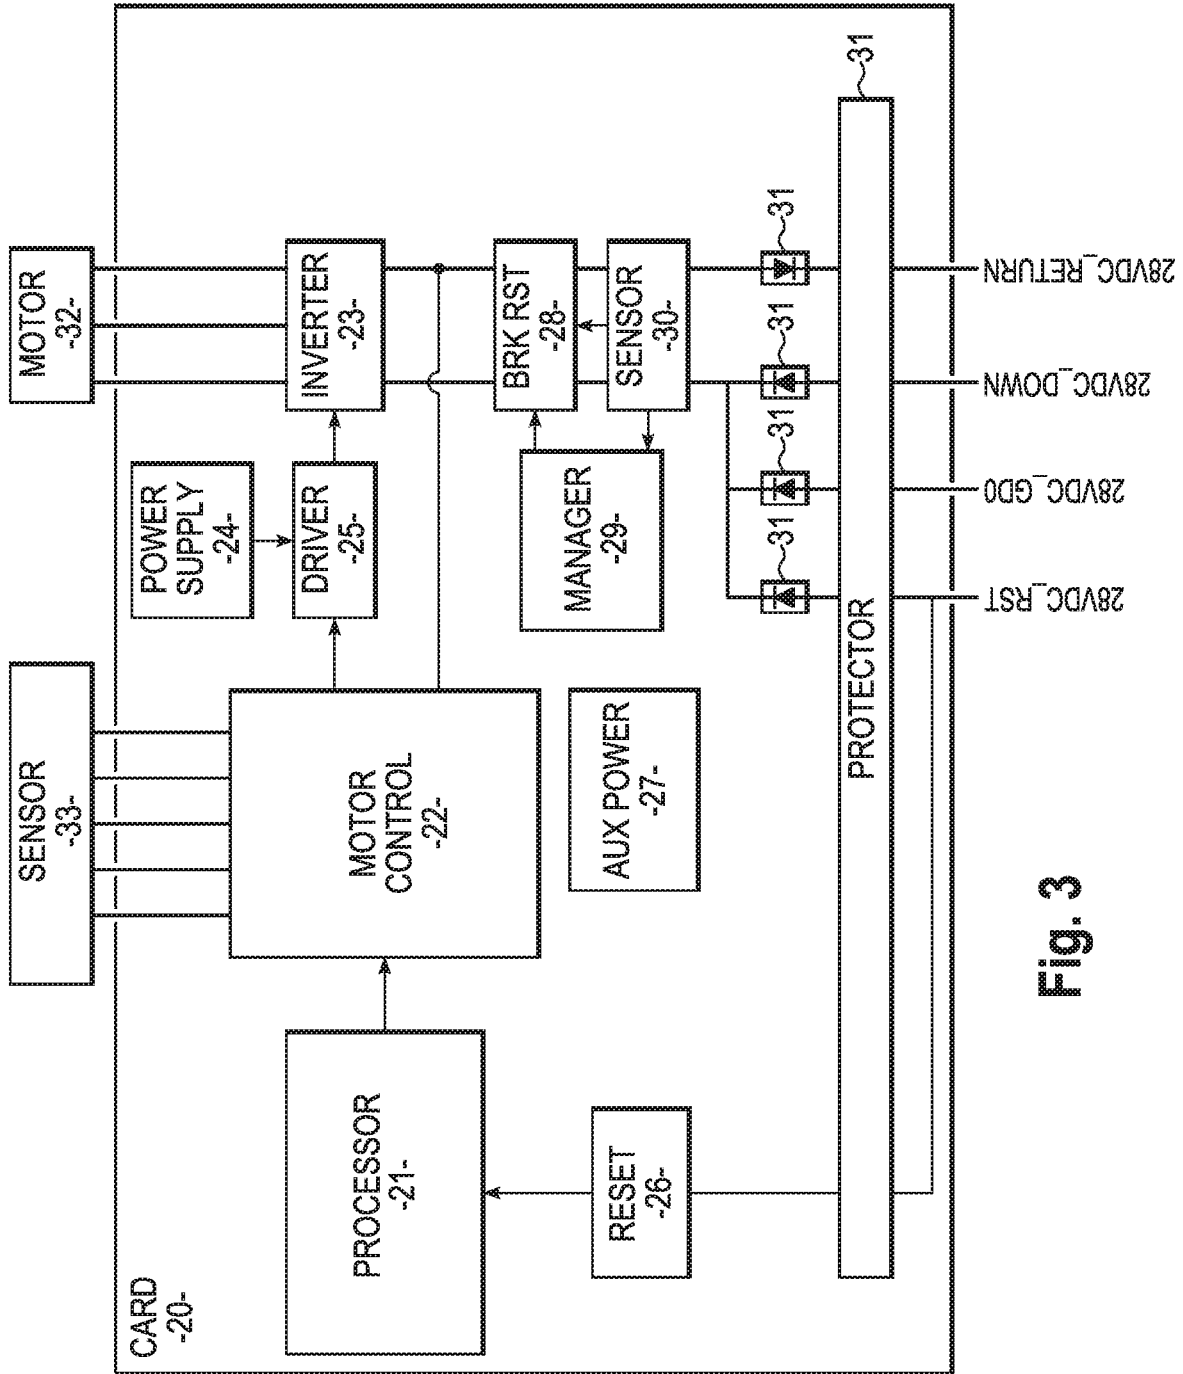 CARD
-20-
SENSOR
-33-
MOTOR
-32-
PROCESSOR
-21-
MOTOR
CONTROL
-22-
POWER
SUPPLY
-24-
DRIVER
-25-
INVERTER
-23-
RESET
-26-
AUX POWER
-27-
MANAGER
-29-
BRK RST
-28-
SENSOR
-30-
31
31
31
31
PROTECTOR
31
28VDC_RST
28VDC_GD0
28VDC_DOWN
28VDC_RETURN
Fig. 3